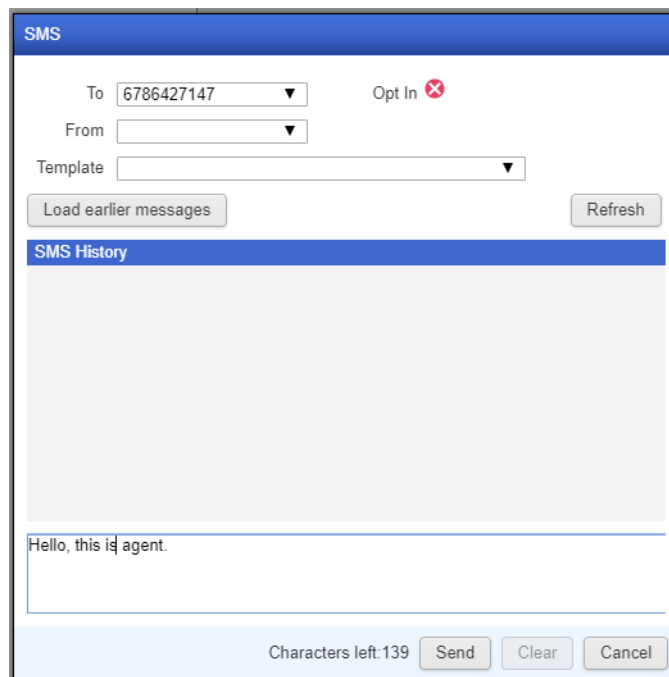 SMS
To 6786427147 ▼ Opt In
From ▼
Template ▼
Load earlier messages Refresh
SMS History
Hello, this is agent.
Characters left:139 Send Clear Cancel